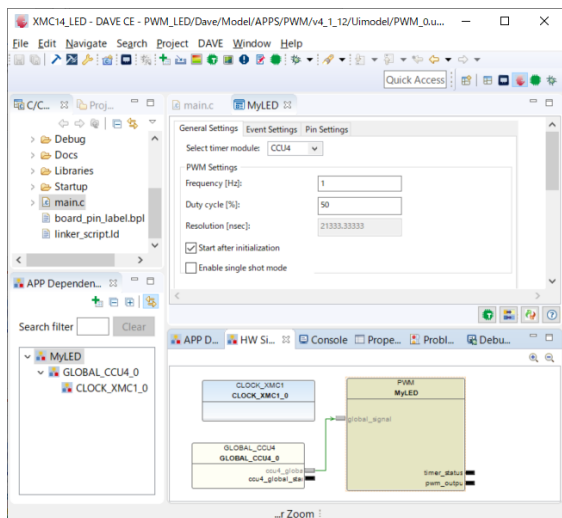 XMC14_LED - DAVE CE - PWM_LED/Dave/Model/APPS/PWM/v4_1_12/Uimodel/PWM_0.u...
File Edit Navigate Search Project DAVE Window Help
Quick Access
C/C...
Proj...
main.c
MyLED
Debug
Docs
Libraries
Startup
main.c
board_pin_label.bpl
linker_script.ld
General Settings Event Settings Pin Settings
Select timer module: CCU4
PWM Settings
Frequency [Hz]: 1
Duty cycle [%]: 50
Resolution [nsec]: 21333.33333
Start after initialization
Enable single shot mode
APP Dependen...
Search filter Clear
MyLED
GLOBAL_CCU4_0
CLOCK_XMC1_0
APP D... HW Si... Console Prope... Probl... Debu...
CLOCK_XMC1
CLOCK_XMC1_0
PWM
MyLED
global_signal
GLOBAL_CCU4
GLOBAL_CCU4_0
ccu4_globa
ccu4_global_sta
timer_status
pwm_outpu
...r Zoom